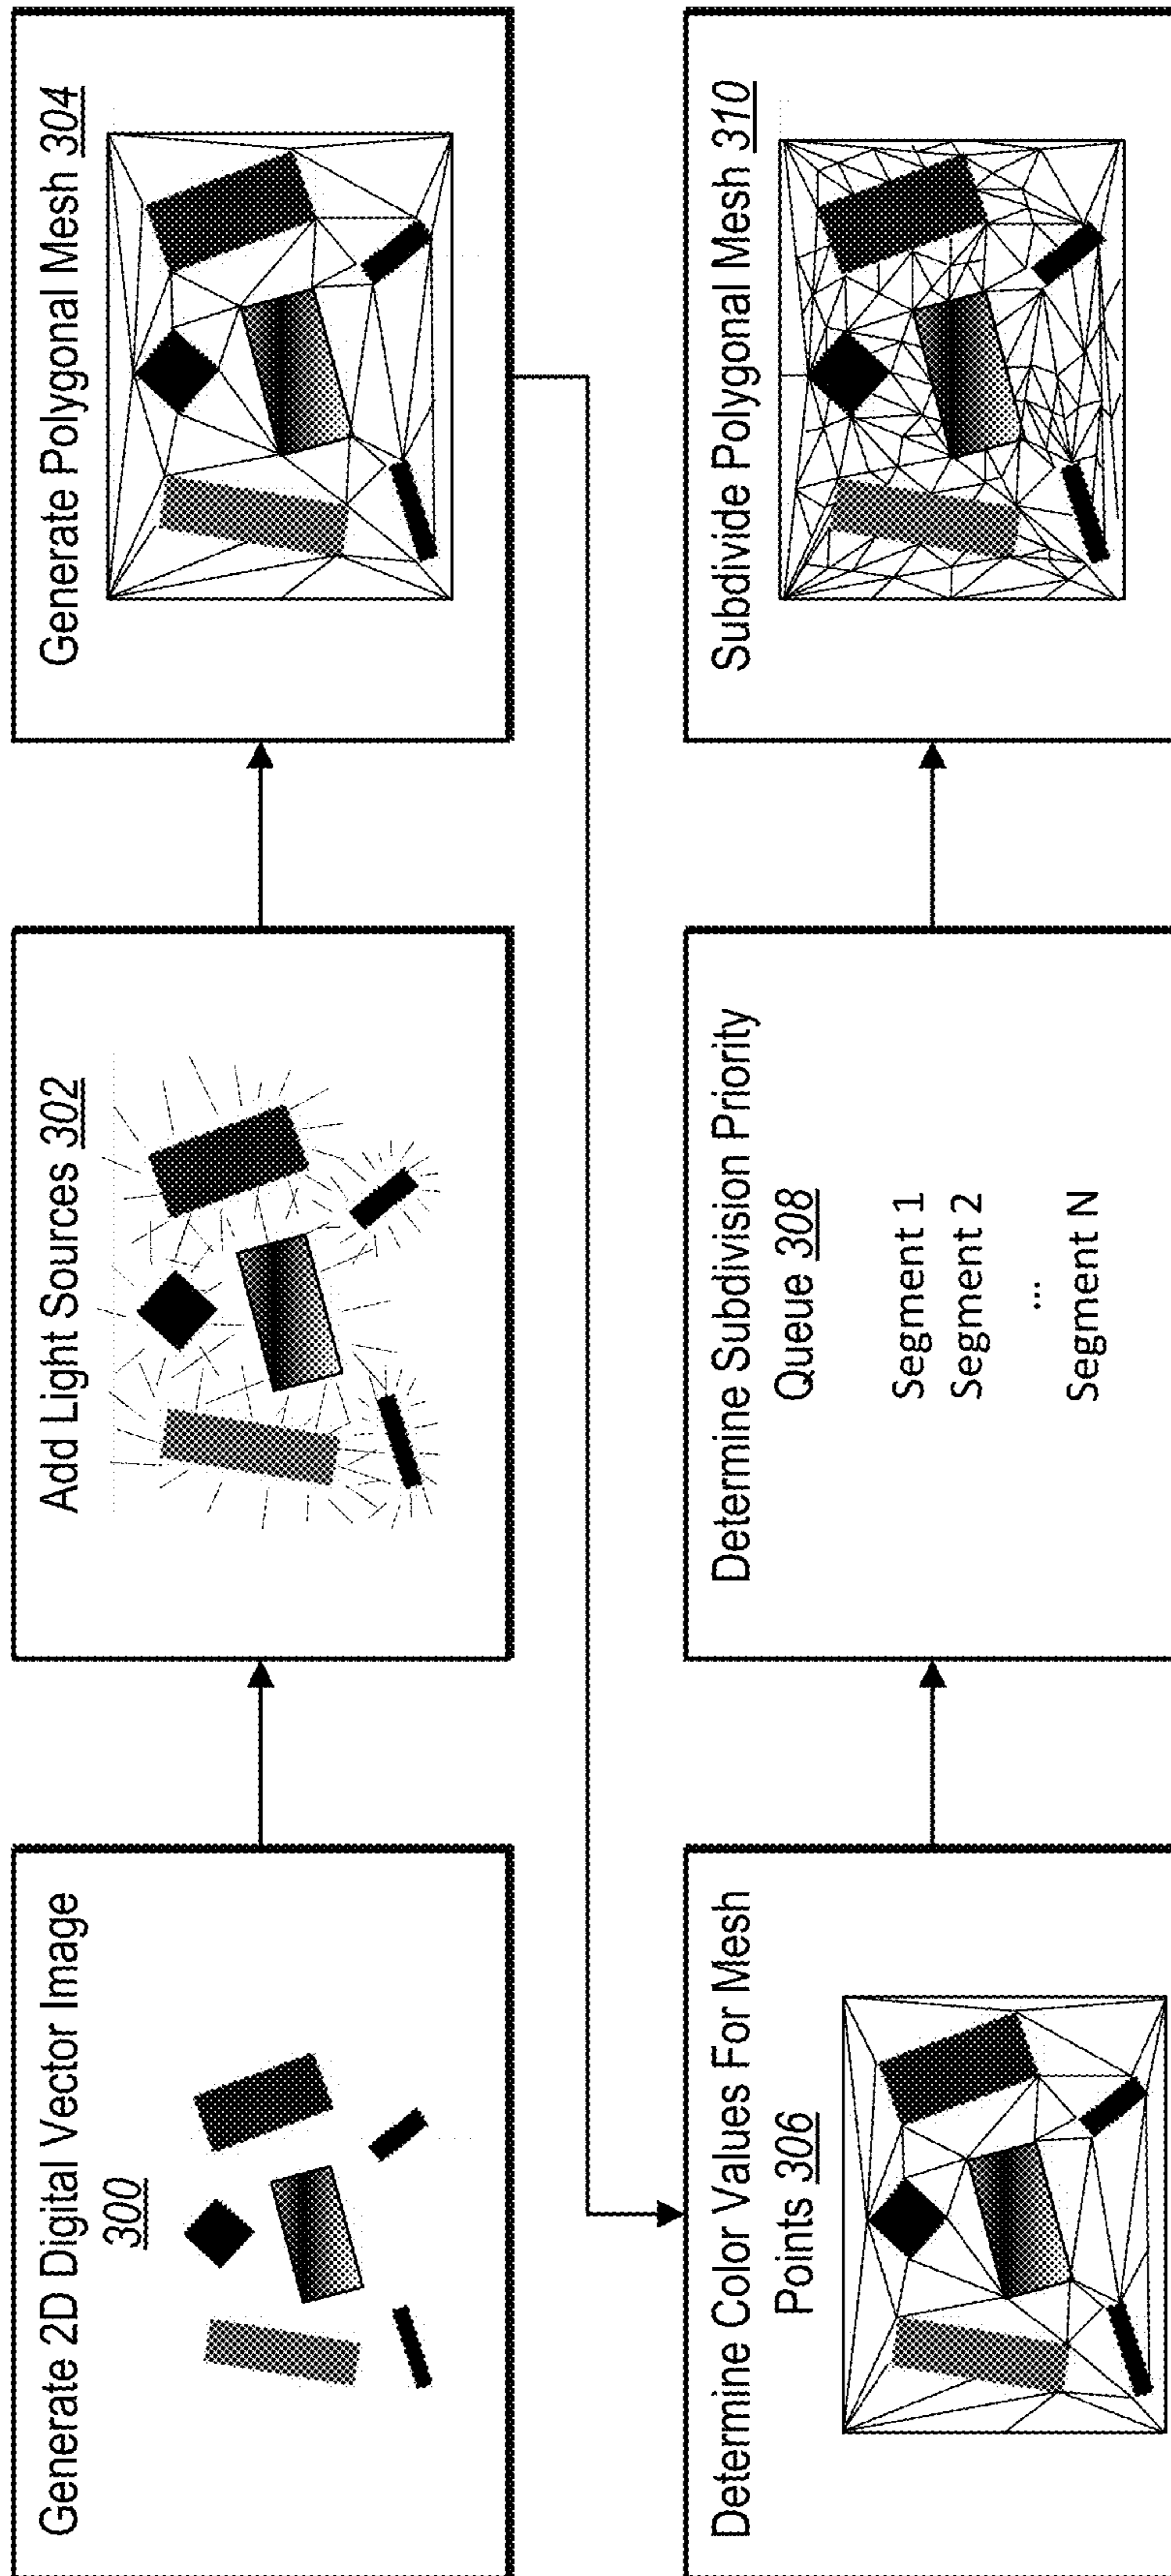 Generate 2D Digital Vector Image
300
Add Light Sources 302
Generate Polygonal Mesh 304
Determine Color Values For Mesh
Points 306
Determine Subdivision Priority
Queue 308
Segment 1
Segment 2
...
Segment N
Subdivide Polygonal Mesh 310